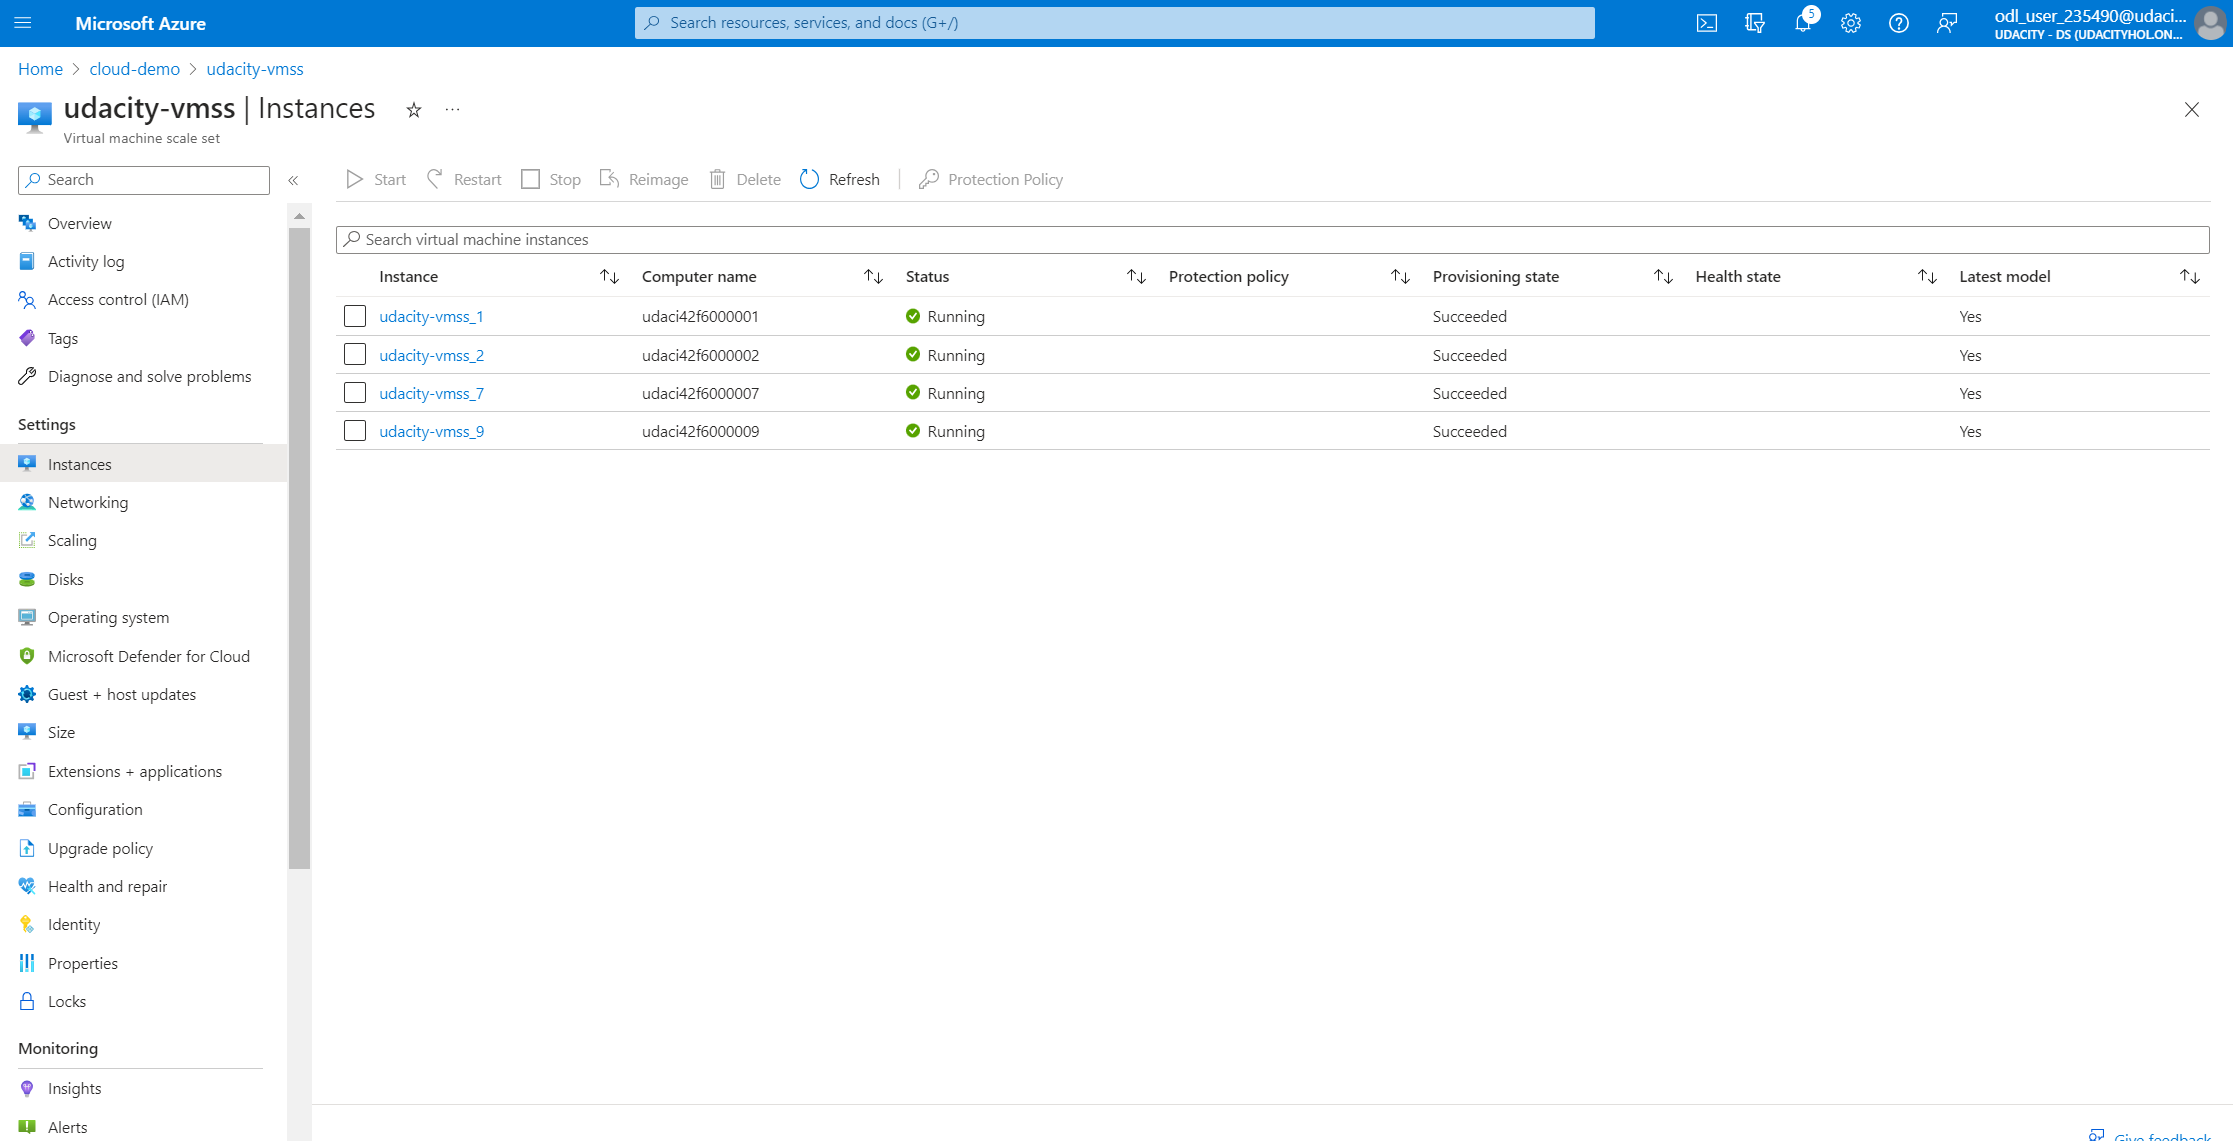 Microsoft Azure
Search resources, services, and docs (G+/)
5
odl_user_235490@udaci...
UDACITY - DS (UDACITYHOL.ON...
Home > cloud-demo > udacity-vmss
udacity-vmss | Instances
Virtual machine scale set
Search
Start Restart Stop Reimage Delete Refresh Protection Policy
Search virtual machine instances
Instance Computer name Status Protection policy Provisioning state Health state Latest model
udacity-vmss_1 udaci42f6000001 Running Succeeded Yes
udacity-vmss_2 udaci42f6000002 Running Succeeded Yes
udacity-vmss_7 udaci42f6000007 Running Succeeded Yes
udacity-vmss_9 udaci42f6000009 Running Succeeded Yes
Overview
Activity log
Access control (IAM)
Tags
Diagnose and solve problems
Settings
Instances
Networking
Scaling
Disks
Operating system
Microsoft Defender for Cloud
Guest + host updates
Size
Extensions + applications
Configuration
Upgrade policy
Health and repair
Identity
Properties
Locks
Monitoring
Insights
Alerts
Give feedback